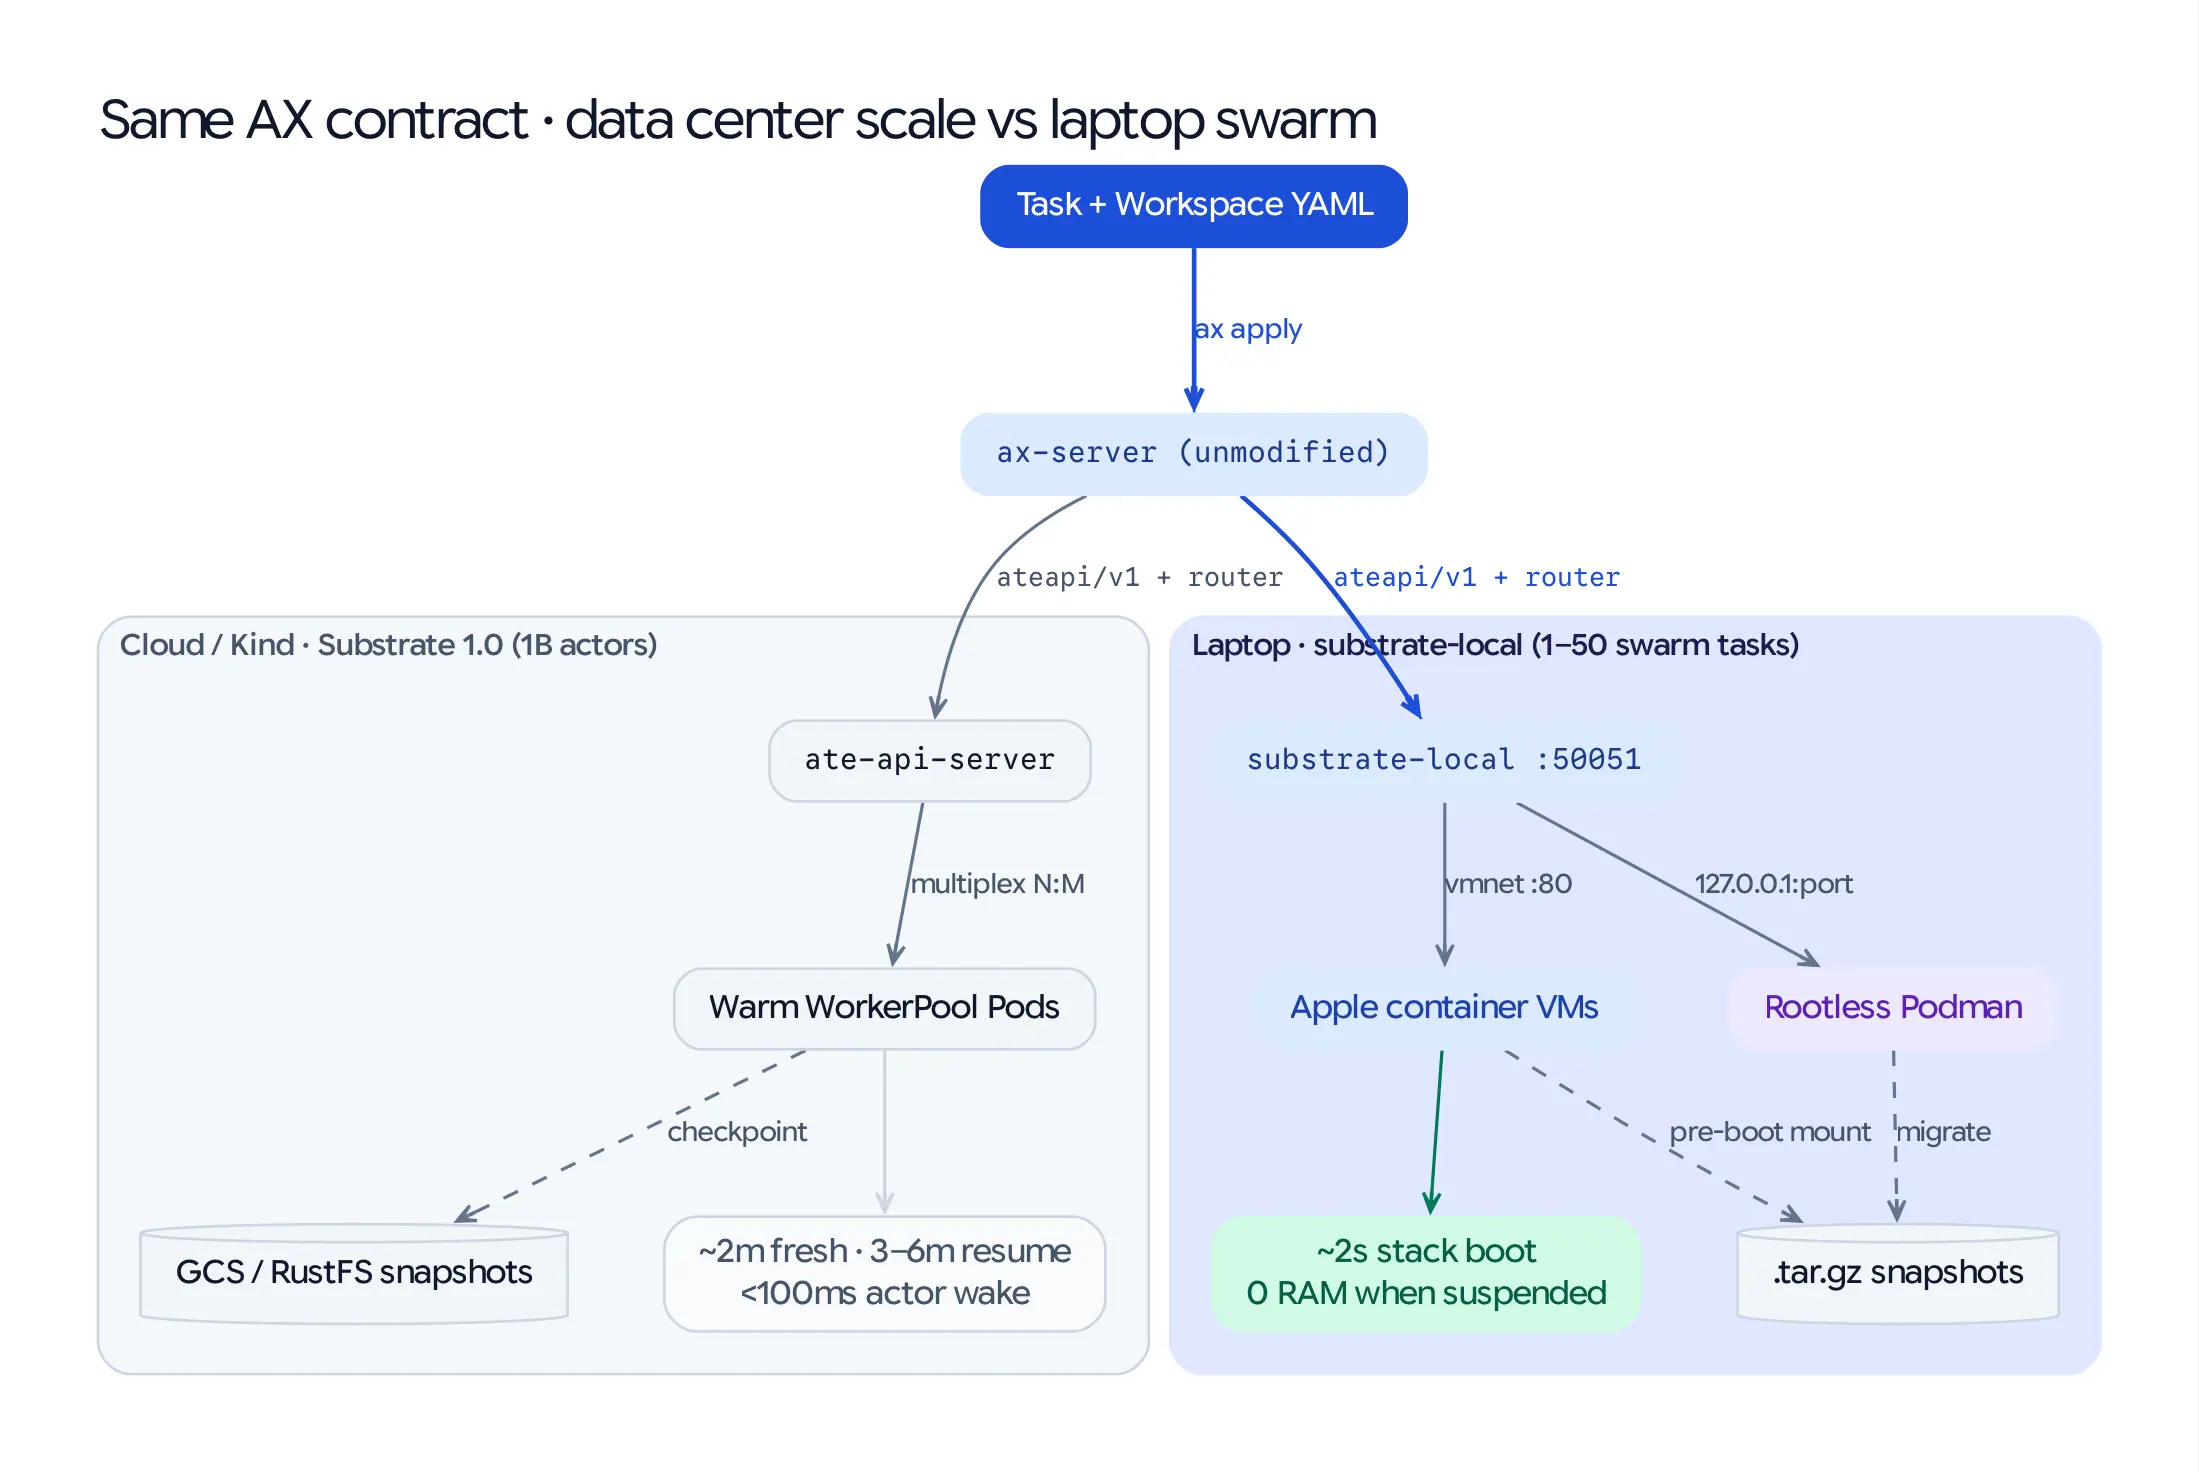 Same AX contract · data center scale vs laptop swarm
Task + Workspace YAML
ax apply
ax-server (unmodified)
ateapi/v1 + router
ateapi/v1 + router
Cloud / Kind · Substrate 1.0 (1B actors)
ate-api-server
multiplex N:M
Warm WorkerPool Pods
checkpoint
GCS / RustFS snapshots
~2m fresh · 3–6m resume
<100ms actor wake
Laptop · substrate-local (1–50 swarm tasks)
substrate-local :50051
vmnet :80
127.0.0.1:port
Apple container VMs
Rootless Podman
pre-boot mount
migrate
~2s stack boot
0 RAM when suspended
.tar.gz snapshots